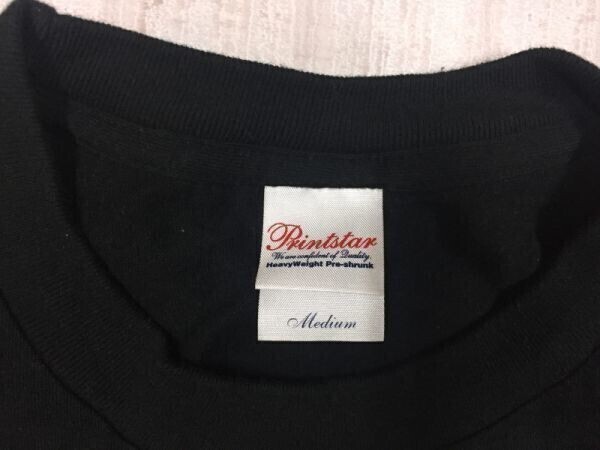 Printstar
We are confident of Quality.
HeavyWeight Pre-shrunk
Medium